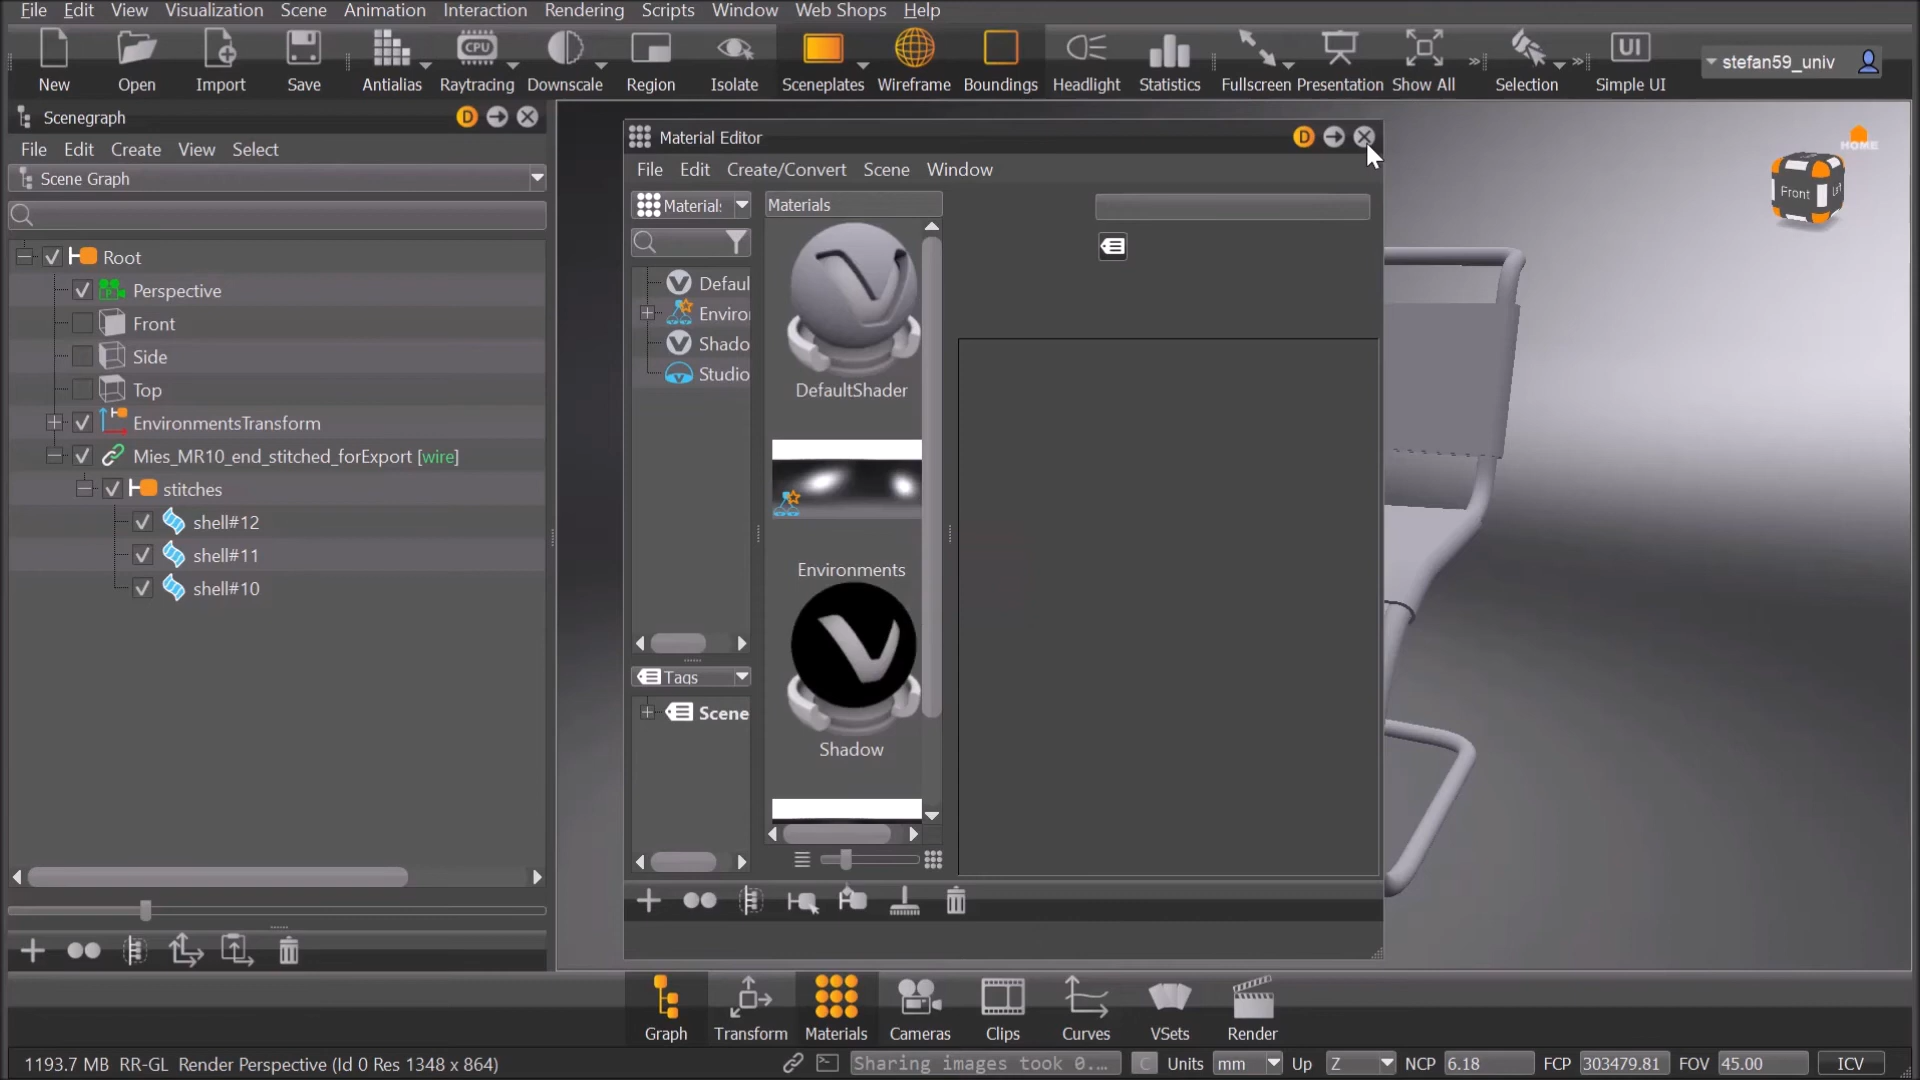 File Edit View Visualization Scene Animation Interaction Rendering Scripts Window Web Shops Help
New Open Import Save Antialias Raytracing Downscale Region Isolate Sceneplates Wireframe Boundings Headlight Statistics Fullscreen Presentation Show All Selection Simple UI
CPU
UI
stefan59_univ
Scenegraph
D
File Edit Create View Select
Scene Graph
Root
Perspective
Front
Side
Top
EnvironmentsTransform
Mies_MR10_end_stitched_forExport [wire]
stitches
shell#12
shell#11
shell#10
Material Editor
D
File Edit Create/Convert Scene Window
Materials
Defaul
Enviro
Shado
Studio
Tags
Scene
Materials
DefaultShader
Environments
Shadow
HOME
Front
Graph Transform Materials Cameras Clips Curves VSets Render
1193.7 MB RR-GL Render Perspective (Id 0 Res 1348 x 864) Sharing images took 0.... C Units mm Up Z NCP 6.18 FCP 303479.81 FOV 45.00 ICV